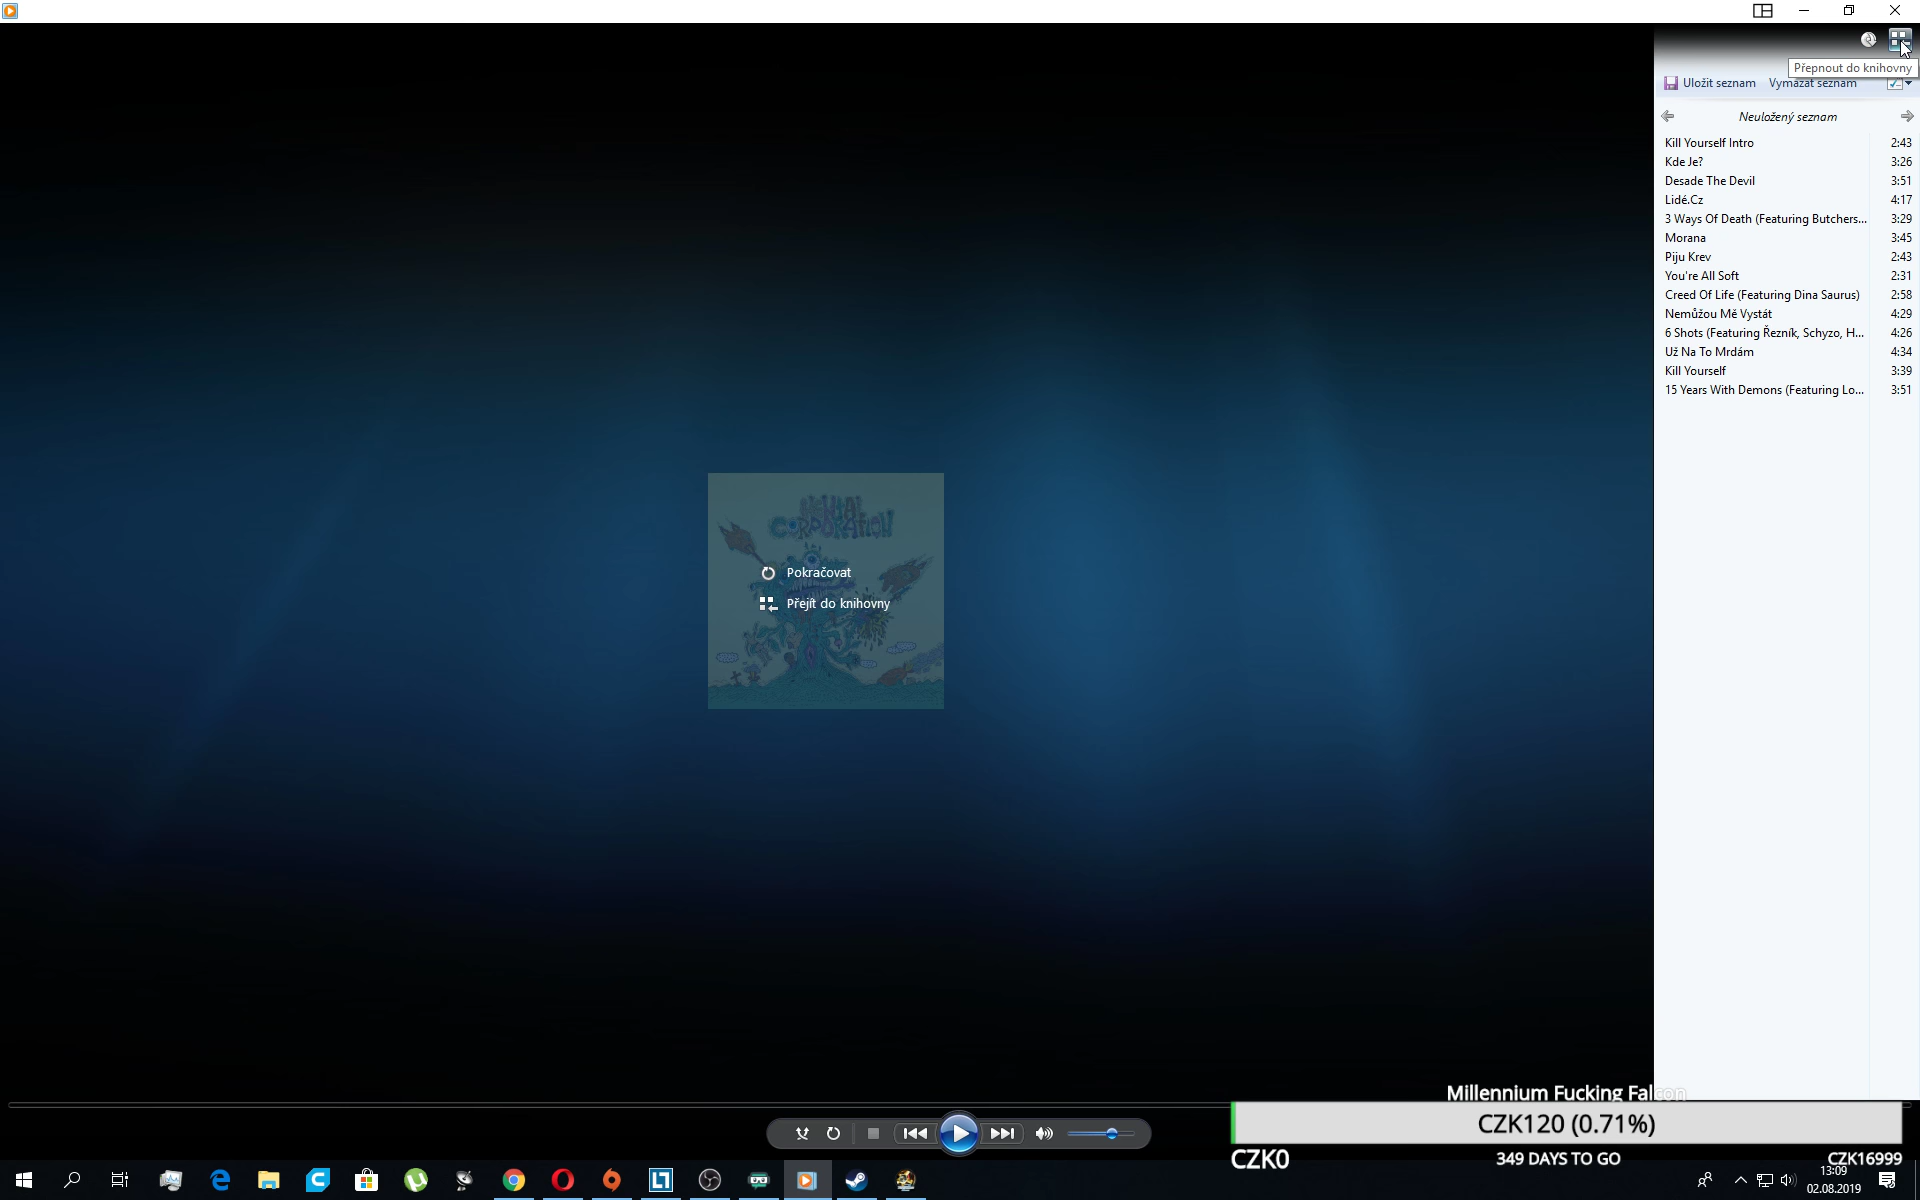 Přepnout do knihovny
Uložit seznam Vymazat seznam
Neuložený seznam
Kill Yourself Intro 2:43
Kde Je? 3:26
Desade The Devil 3:51
Lidé.Cz 4:17
3 Ways Of Death (Featuring Butchers... 3:29
Morana 3:45
Piju Krev 2:43
You're All Soft 2:31
Creed Of Life (Featuring Dina Saurus) 2:58
Nemůžou Mé Vystát 4:29
6 Shots (Featuring Řezník, Schyzo, H... 4:26
Už Na To Mrdám 4:34
Kill Yourself 3:39
15 Years With Demons (Featuring Lo... 3:51
CORPORATION
Pokračovat
Přejít do knihovny
Millennium Fucking Falcon
CZK120 (0.71%)
CZK0 349 DAYS TO GO CZK16999
13:09
02.08.2019